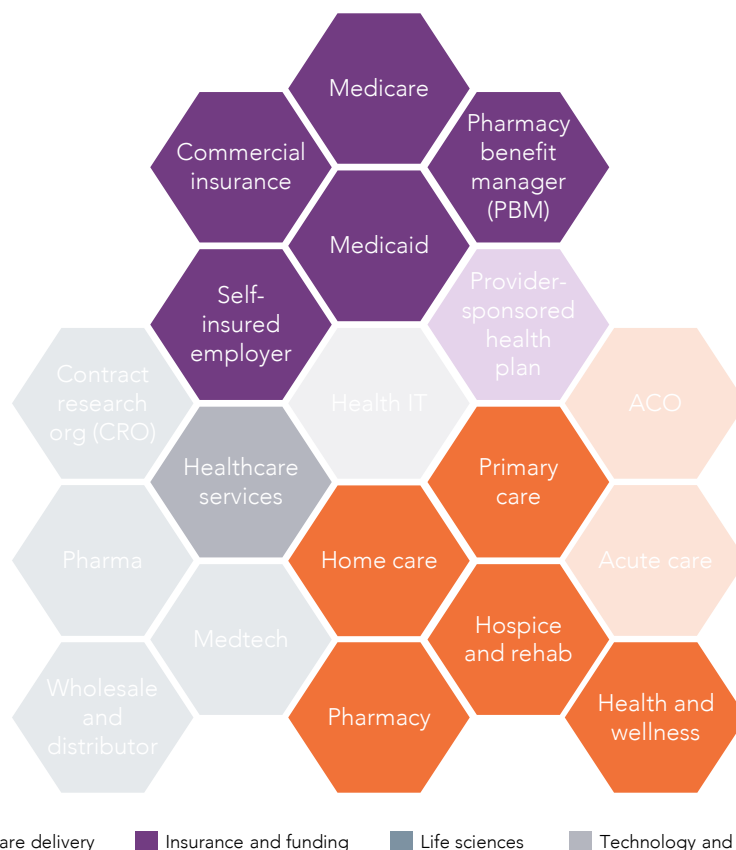 Medicare
Commercial
insurance
Pharmacy
benefit
manager
(PBM)
Medicaid
Self-
insured
employer
Provider-
sponsored
health
plan
Contract
research
org (CRO)
Health IT
ACO
Healthcare
services
Primary
care
Pharma
Home care
Acute care
Medtech
Hospice
and rehab
Wholesale
and
distributor
Pharmacy
Health and
wellness
are delivery
Insurance and funding
Life sciences
Technology and